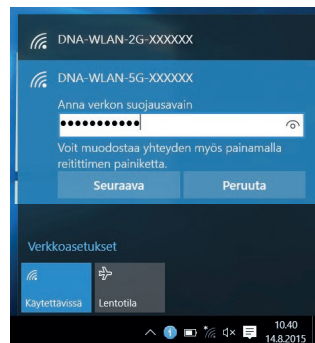 DNA-WLAN-2G-XXXXXX
DNA-WLAN-5G-XXXXXX
Anna verkon suojausavain
●●●●●●●●●●●
Voit muodostaa yhteyden myös painamalla
reitittimen painiketta.
Seuraava Peruuta
Verkkoasetukset
Käytettävissä Lentotila
1 10.40
14.8.2015